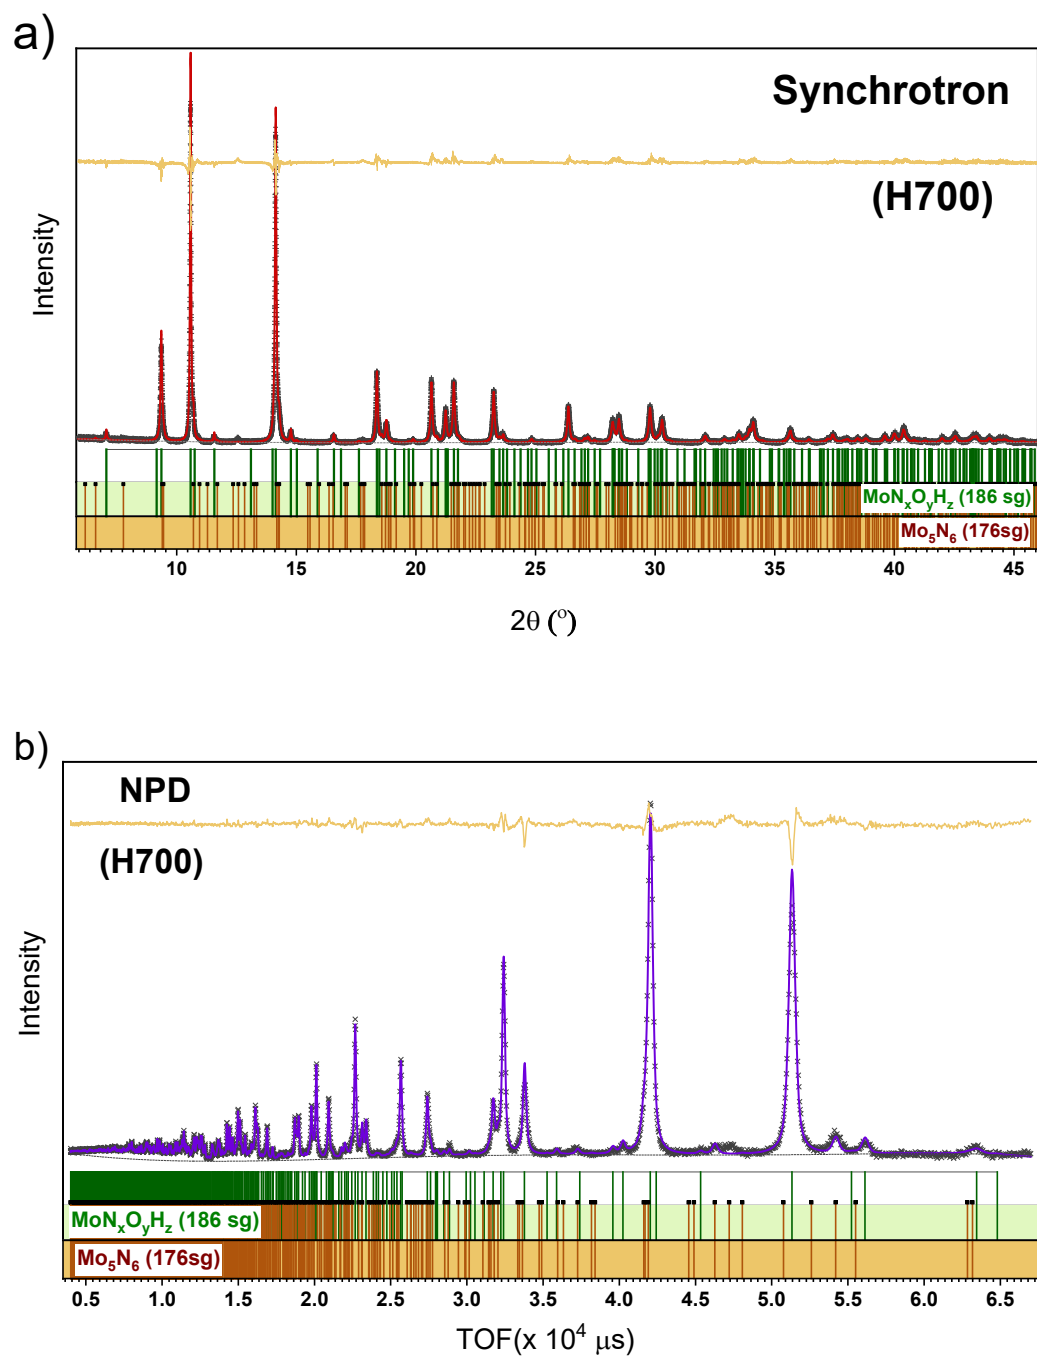 a)
Synchrotron
(H700)
Intensity
MoNxOyHz (186 sg)
Mo5N6 (176sg)
10 15 20 25 30 35 40 45
2θ (°)
b)
NPD
(H700)
Intensity
MoNxOyHz (186 sg)
Mo5N6 (176sg)
0.5 1.0 1.5 2.0 2.5 3.0 3.5 4.0 4.5 5.0 5.5 6.0 6.5
TOF(x 10⁴ μs)